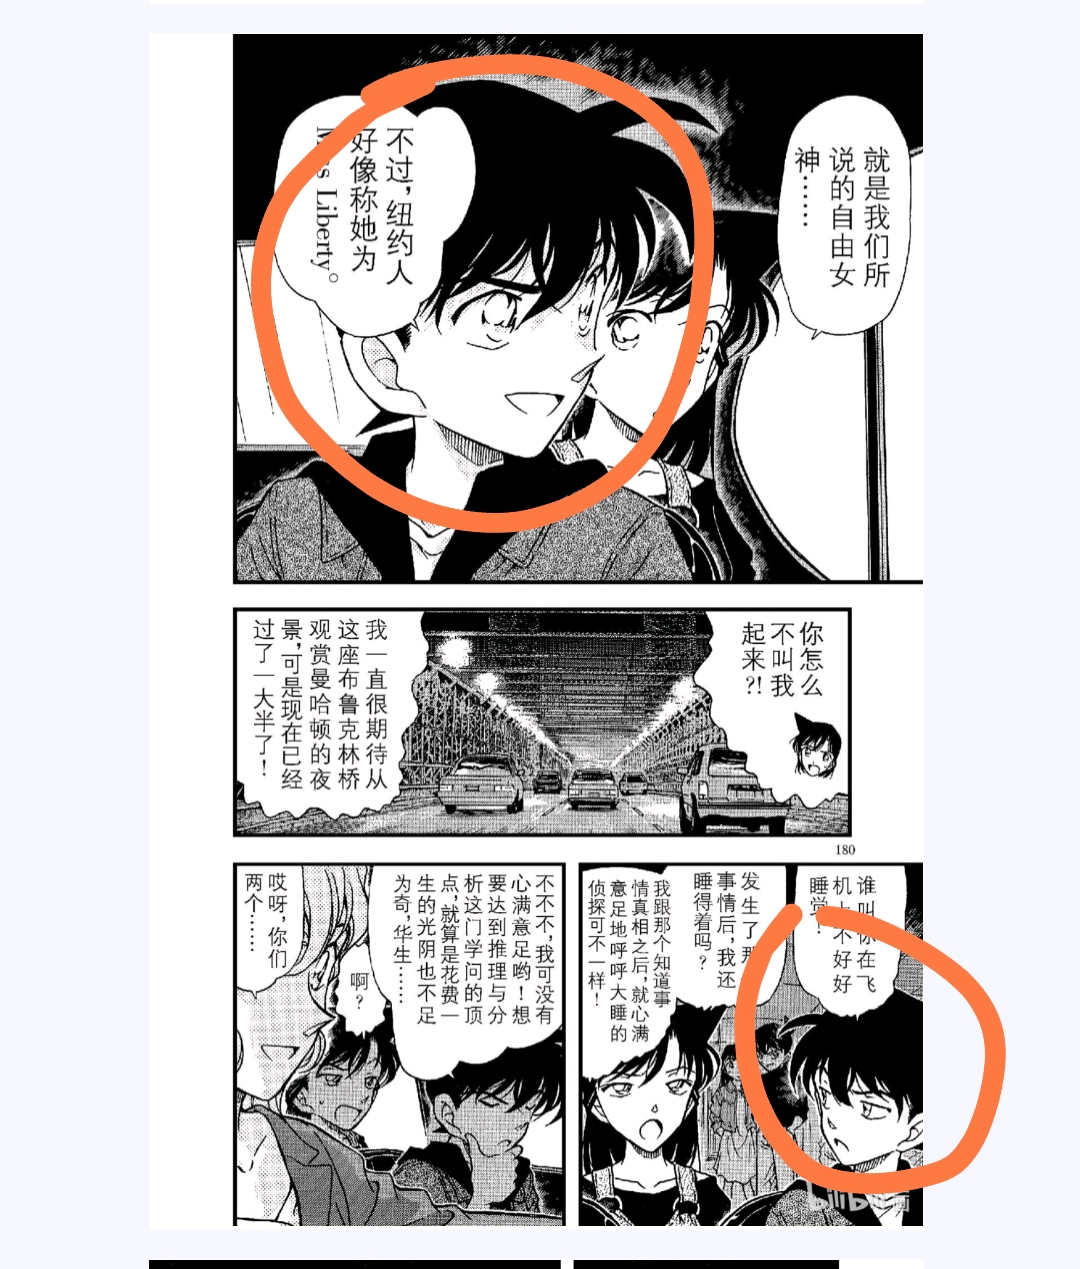 就是我们所
说的自由女
神……
不过，纽约人
好像称她为
Miss Liberty。
你怎么
不叫我
起来?!
我一直很期待从
这座布鲁克林桥
观赏曼哈顿的夜
景，可是现在已经
过了一大半了！
180
谁叫你在飞
机上不好好
睡觉！
发生了那
事情后，我还
睡得着吗？
我跟那个知道事
情真相之后，就心满
意足地呼呼大睡的
侦探可不一样！
不不不，我可没有
心满意足哟！想
要达到推理与分
析这门学问的顶
点，就算是花费一
生的光阴也不足
为奇，华生……
啊？
哎呀，你们
两个……
bilibili